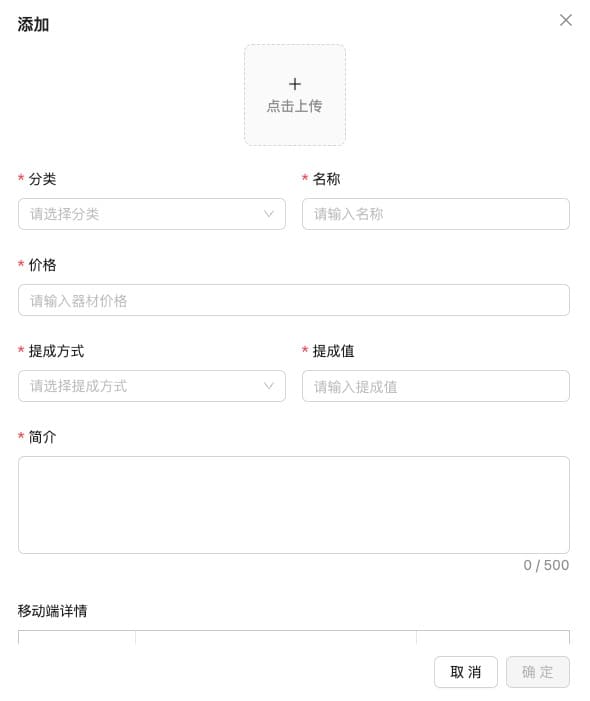 添加
点击上传
* 分类
* 名称
请选择分类
请输入名称
* 价格
请输入器材价格
* 提成方式
* 提成值
请选择提成方式
请输入提成值
* 简介
0 / 500
移动端详情
取 消
确 定